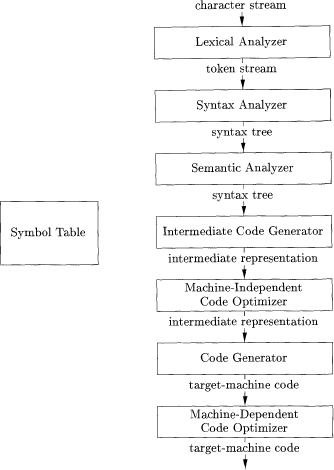 character stream
Lexical Analyzer
token stream
Syntax Analyzer
syntax tree
Semantic Analyzer
syntax tree
Symbol Table
Intermediate Code Generator
intermediate representation
Machine-Independent
Code Optimizer
intermediate representation
Code Generator
target-machine code
Machine-Dependent
Code Optimizer
target-machine code